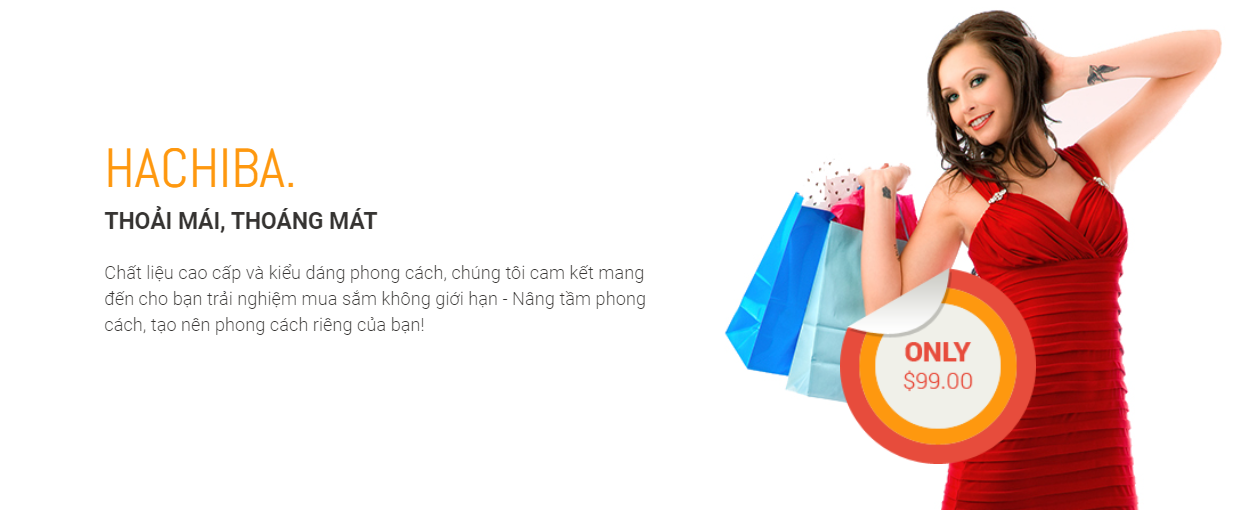 HACHIBA.
THOẢI MÁI, THOÁNG MÁT
Chất liệu cao cấp và kiểu dáng phong cách, chúng tôi cam kết mang
đến cho bạn trải nghiệm mua sắm không giới hạn - Nâng tầm phong
cách, tạo nên phong cách riêng của bạn!
ONLY
$99.00